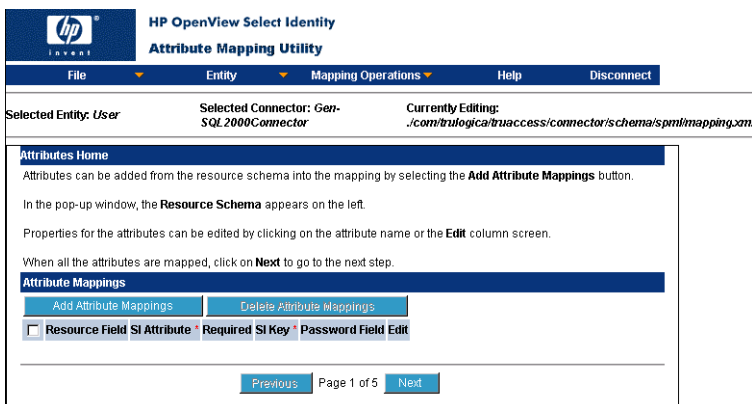 hp
invent
HP OpenView Select Identity
Attribute Mapping Utility
File Entity Mapping Operations Help Disconnect
Selected Entity: User
Selected Connector: Gen-
SQL2000Connector
Currently Editing:
./com/trulogica/truaccess/connector/schema/spml/mapping.xm
Attributes Home
Attributes can be added from the resource schema into the mapping by selecting the Add Attribute Mappings button.
In the pop-up window, the Resource Schema appears on the left.
Properties for the attributes can be edited by clicking on the attribute name or the Edit column screen.
When all the attributes are mapped, click on Next to go to the next step.
Attribute Mappings
Add Attribute Mappings Delete Attribute Mappings
Resource Field SI Attribute * Required SI Key * Password Field Edit
Previous Page 1 of 5 Next